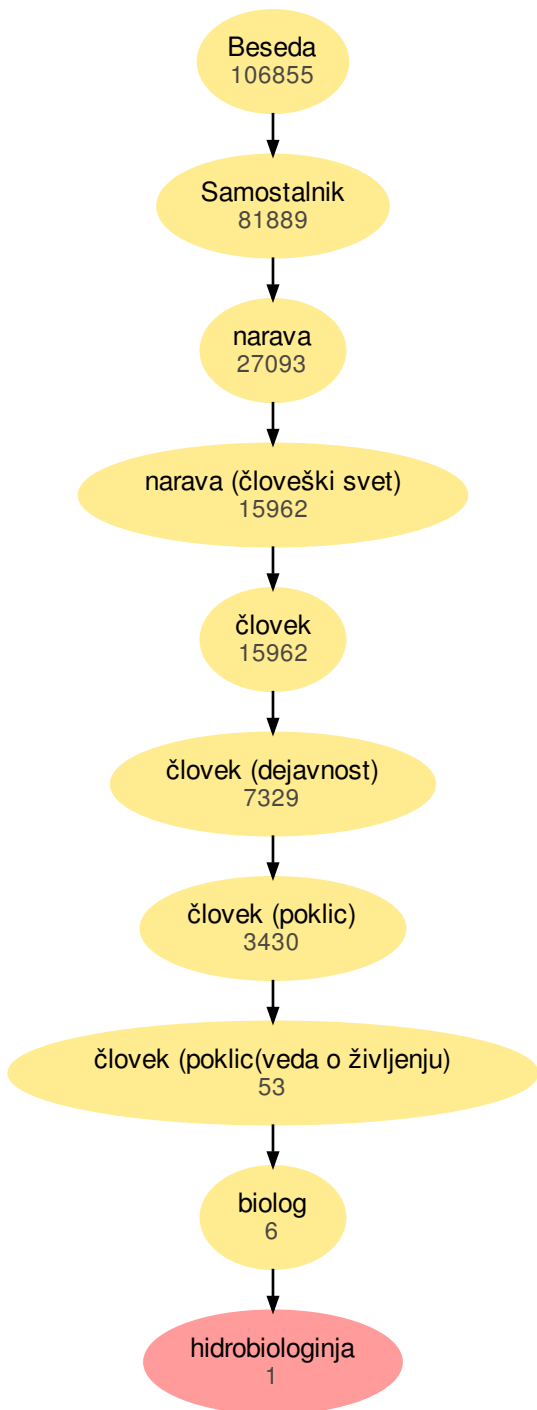 Beseda
106855
Samostalnik
81889
narava
27093
narava (človeški svet)
15962
človek
15962
človek (dejavnost)
7329
človek (poklic)
3430
človek (poklic(veda o življenju)
53
biolog
6
hidrobiologinja
1